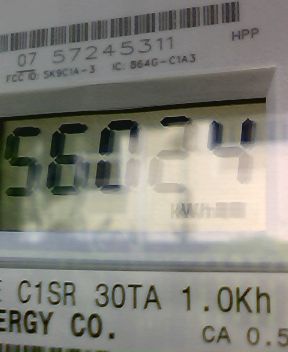 07 57245311
HPP
FCC ID: SK9C1A-3 IC: 864G-C1A3
56024
kWh
C1SR 30TA 1.0Kh
ERGY CO.
CA 0.5